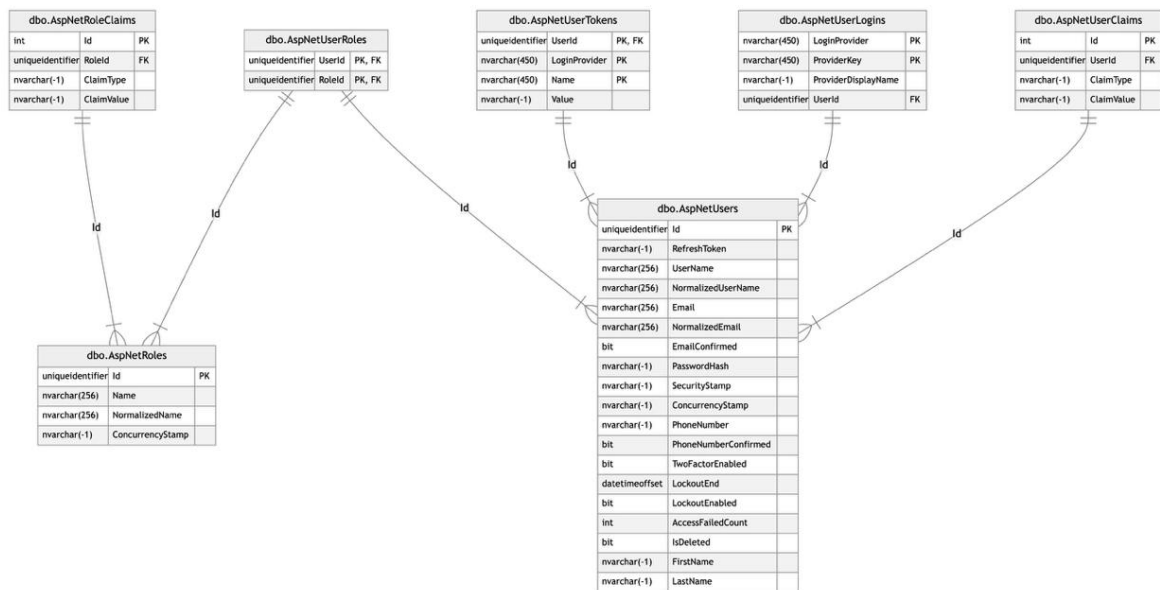 dbo.AspNetRoleClaims
int Id PK
uniqueidentifier RoleId FK
nvarchar(-1) ClaimType
nvarchar(-1) ClaimValue
dbo.AspNetUserRoles
uniqueidentifier UserId PK, FK
uniqueidentifier RoleId PK, FK
dbo.AspNetUserTokens
uniqueidentifier UserId PK, FK
nvarchar(450) LoginProvider PK
nvarchar(450) Name PK
nvarchar(-1) Value
dbo.AspNetUserLogins
nvarchar(450) LoginProvider PK
nvarchar(450) ProviderKey PK
nvarchar(-1) ProviderDisplayName
uniqueidentifier UserId FK
dbo.AspNetUserClaims
int Id PK
uniqueidentifier UserId FK
nvarchar(-1) ClaimType
nvarchar(-1) ClaimValue
Id
Id
Id
Id
Id
Id
dbo.AspNetUsers
uniqueidentifier Id PK
nvarchar(-1) RefreshToken
nvarchar(256) UserName
nvarchar(256) NormalizedUserName
nvarchar(256) Email
nvarchar(256) NormalizedEmail
bit EmailConfirmed
nvarchar(-1) PasswordHash
nvarchar(-1) SecurityStamp
nvarchar(-1) ConcurrencyStamp
nvarchar(-1) PhoneNumber
bit PhoneNumberConfirmed
bit TwoFactorEnabled
datetimeoffset LockoutEnd
bit LockoutEnabled
int AccessFailedCount
bit IsDeleted
nvarchar(-1) FirstName
nvarchar(-1) LastName
dbo.AspNetRoles
uniqueidentifier Id PK
nvarchar(256) Name
nvarchar(256) NormalizedName
nvarchar(-1) ConcurrencyStamp